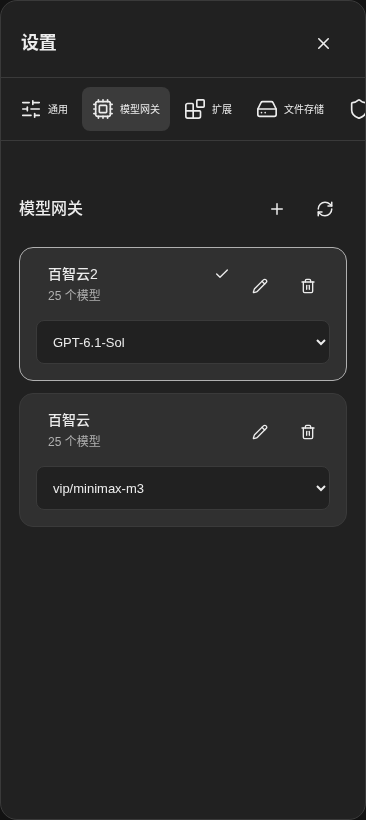 设置
通用
模型网关
扩展
文件存储
模型网关
百智云2
25 个模型
GPT-6.1-Sol
百智云
25 个模型
vip/minimax-m3